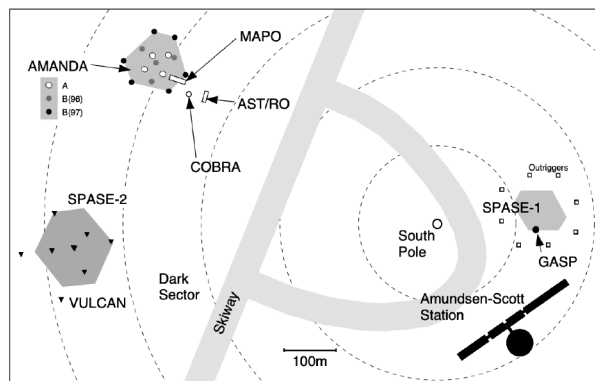 MAPO
AMANDA
A
B(96)
B(97)
AST/RO
COBRA
Outriggers
SPASE-1
SPASE-2
South
Pole
GASP
Dark
Sector
VULCAN
Skiway
Amundsen-Scott
Station
100m